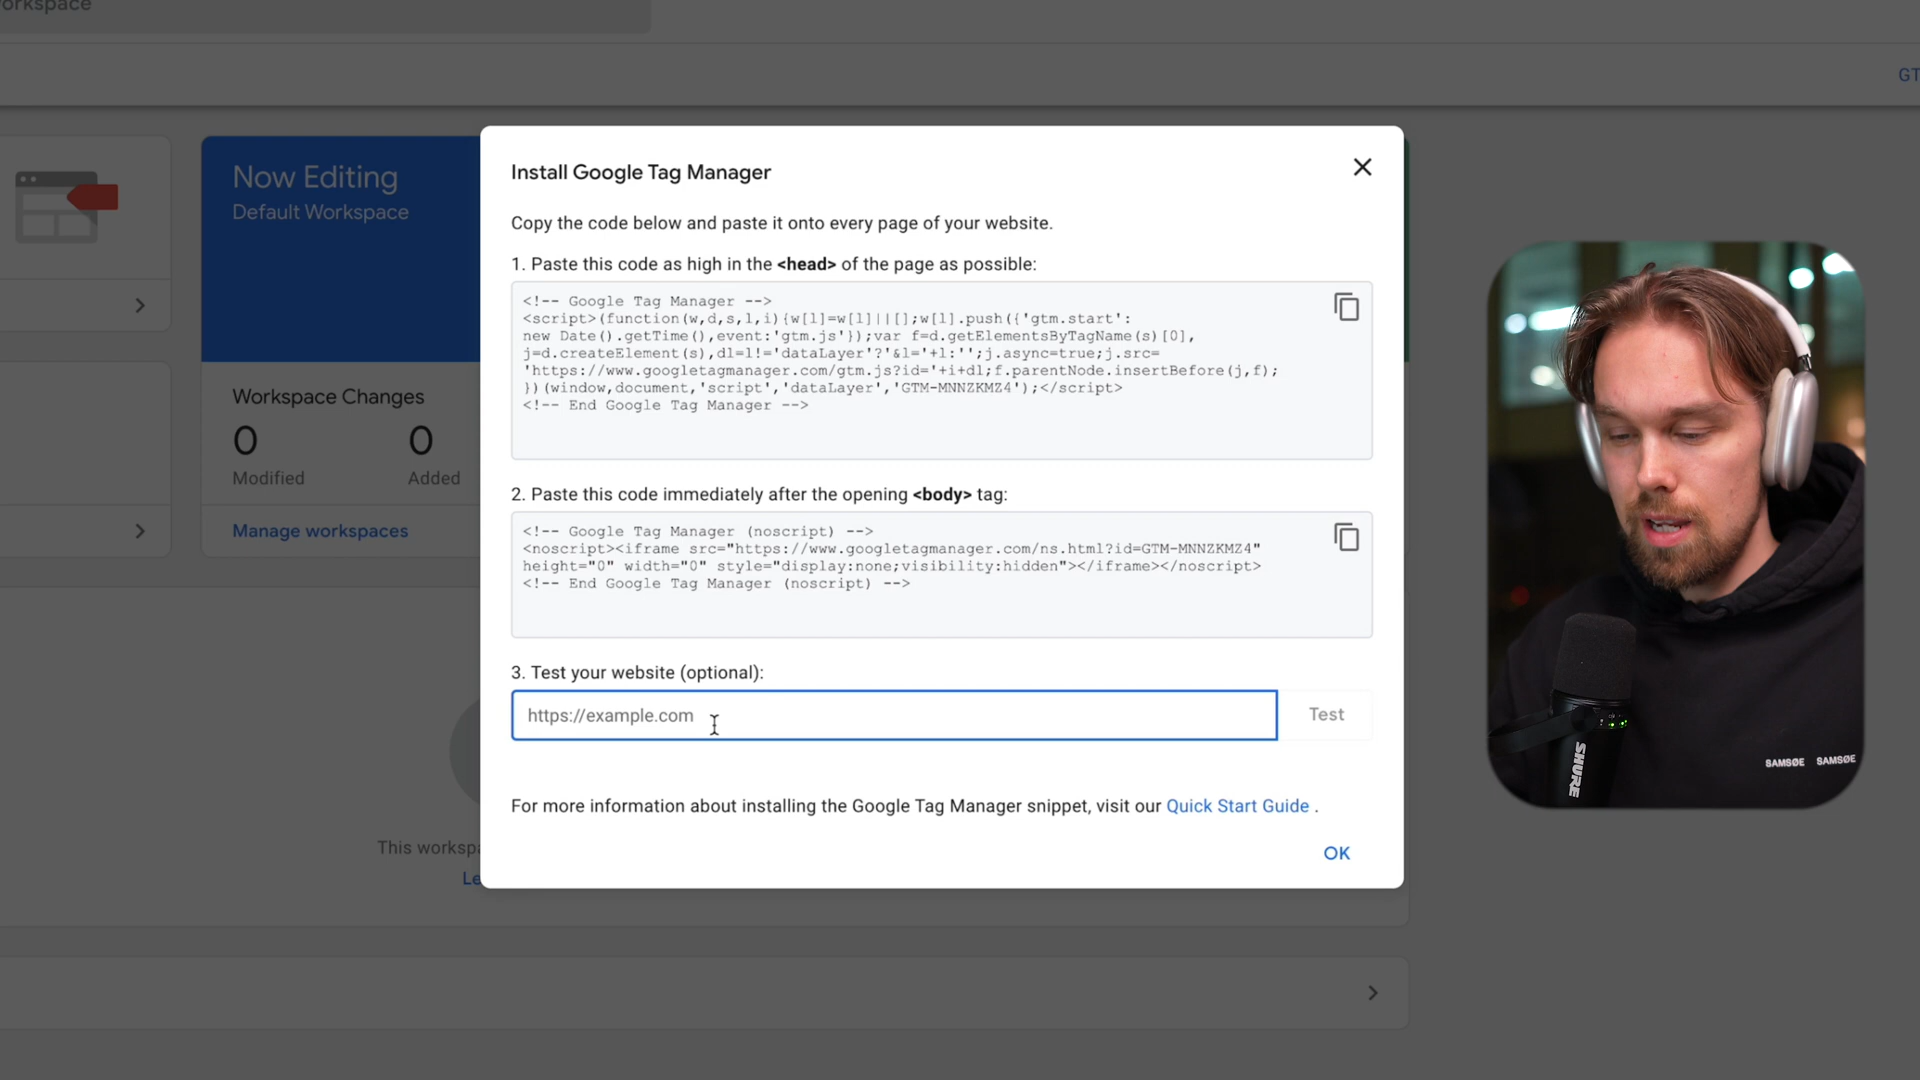 orkspace
GT
Now Editing
Default Workspace
Workspace Changes
0
0
Modified
Added
Manage workspaces
This workspa
Le
Install Google Tag Manager
Copy the code below and paste it onto every page of your website.
1. Paste this code as high in the <head> of the page as possible:
<!-- Google Tag Manager -->
<script>(function(w,d,s,l,i){w[l]=w[l]||[];w[l].push({'gtm.start':
new Date().getTime(),event:'gtm.js'});var f=d.getElementsByTagName(s)[0],
j=d.createElement(s),dl=l!='dataLayer'?'&l='+l:'';j.async=true;j.src=
'https://www.googletagmanager.com/gtm.js?id='+i+dl;f.parentNode.insertBefore(j,f);
})(window,document,'script','dataLayer','GTM-MNNZKMZ4');</script>
<!-- End Google Tag Manager -->
2. Paste this code immediately after the opening <body> tag:
<!-- Google Tag Manager (noscript) -->
<noscript><iframe src="https://www.googletagmanager.com/ns.html?id=GTM-MNNZKMZ4"
height="0" width="0" style="display:none;visibility:hidden"></iframe></noscript>
<!-- End Google Tag Manager (noscript) -->
3. Test your website (optional):
https://example.com
Test
For more information about installing the Google Tag Manager snippet, visit our Quick Start Guide .
OK
SHURE
SAMSØE SAMSØE